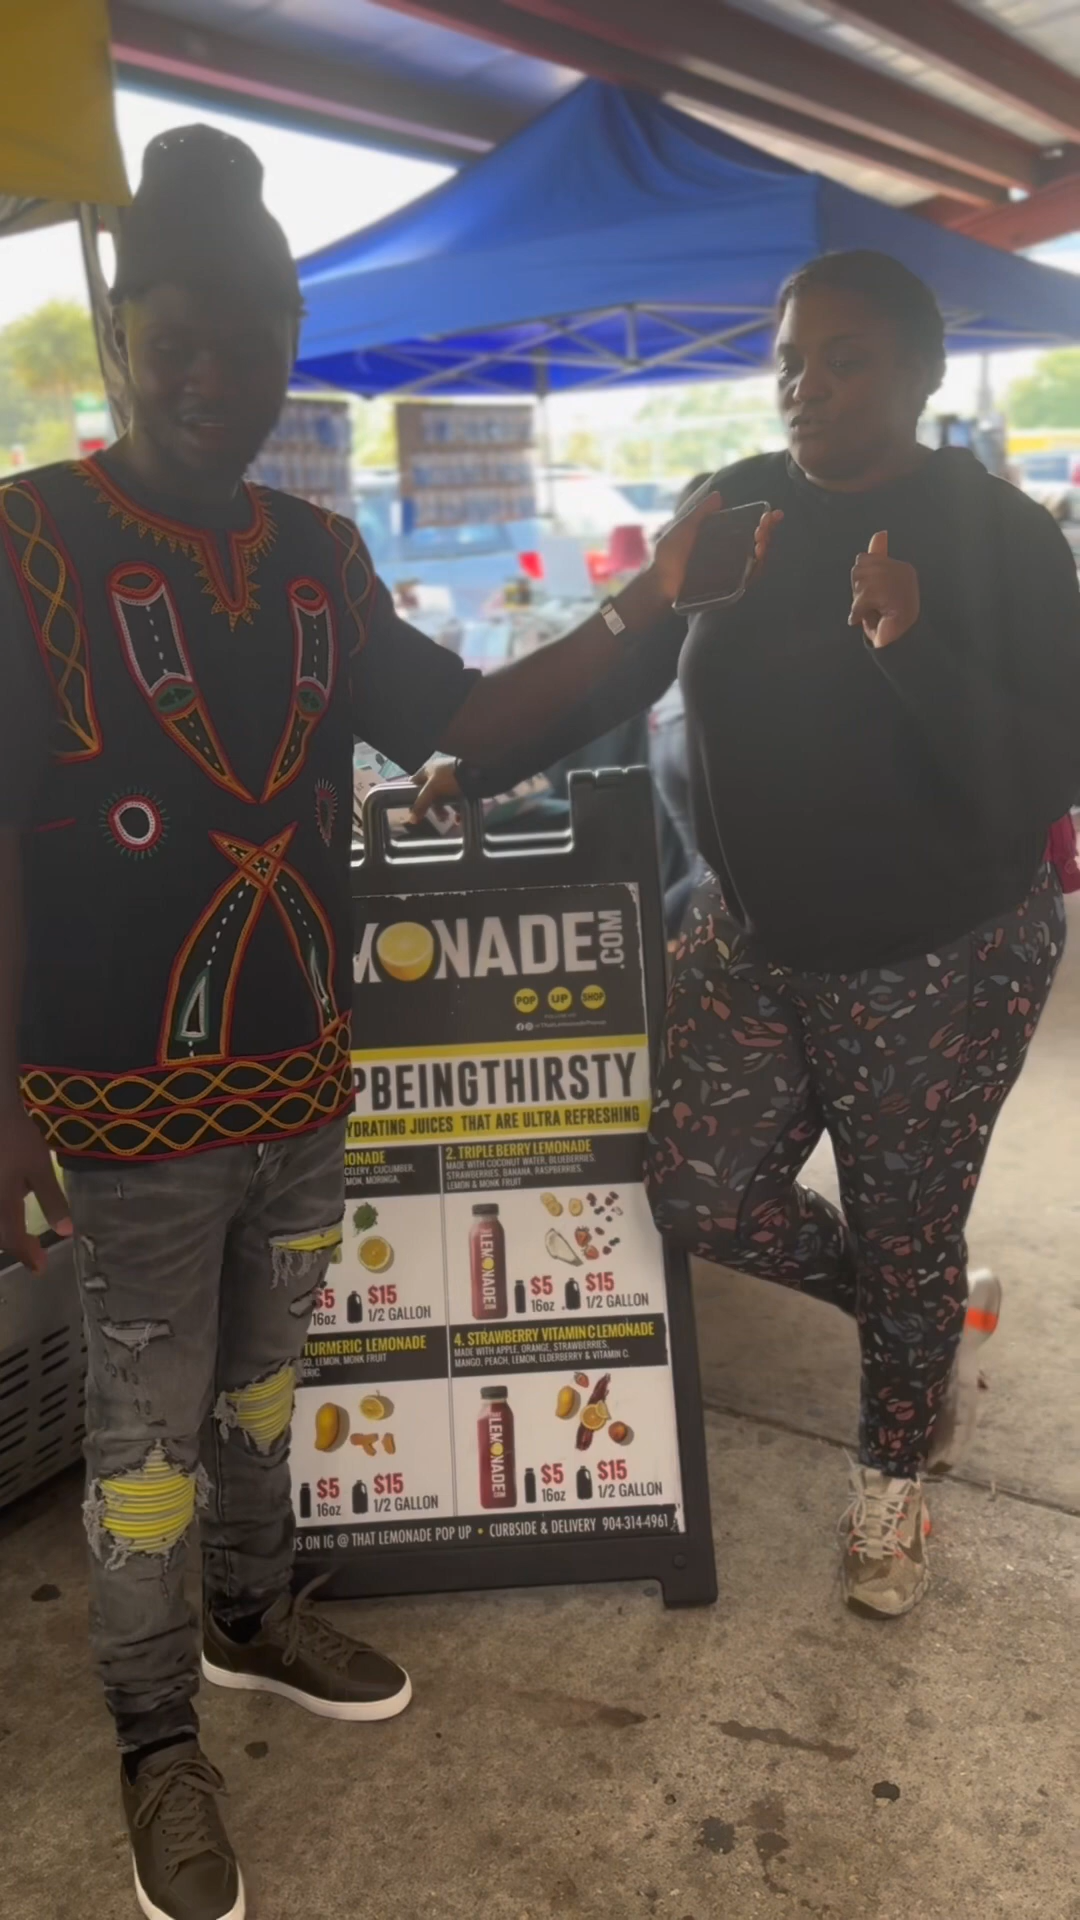 MONADE
.COM
POP UP SHOP
PBEINGTHIRSTY
YDRATING JUICES THAT ARE ULTRA REFRESHING
ONADE
CELERY, CUCUMBER,
MON, MORINGA.
2. TRIPLE BERRY LEMONADE
MADE WITH COCONUT WATER, BLUEBERRIES,
STRAWBERRIES, BANANA, RASPBERRIES,
LEMON & MONK FRUIT
$5
16oz
$15
1/2 GALLON
LEMONADE
$5
16oz
$15
1/2 GALLON
TURMERIC LEMONADE
GO, LEMON, MONK FRUIT
ERIC.
4. STRAWBERRY VITAMIN C LEMONADE
MADE WITH APPLE, ORANGE, STRAWBERRIES,
MANGO, PEACH, LEMON, ELDERBERRY & VITAMIN C.
$5
16oz
$15
1/2 GALLON
LEMONADE
$5
16oz
$15
1/2 GALLON
US ON IG @ THAT LEMONADE POP UP • CURBSIDE & DELIVERY 904-314-4961